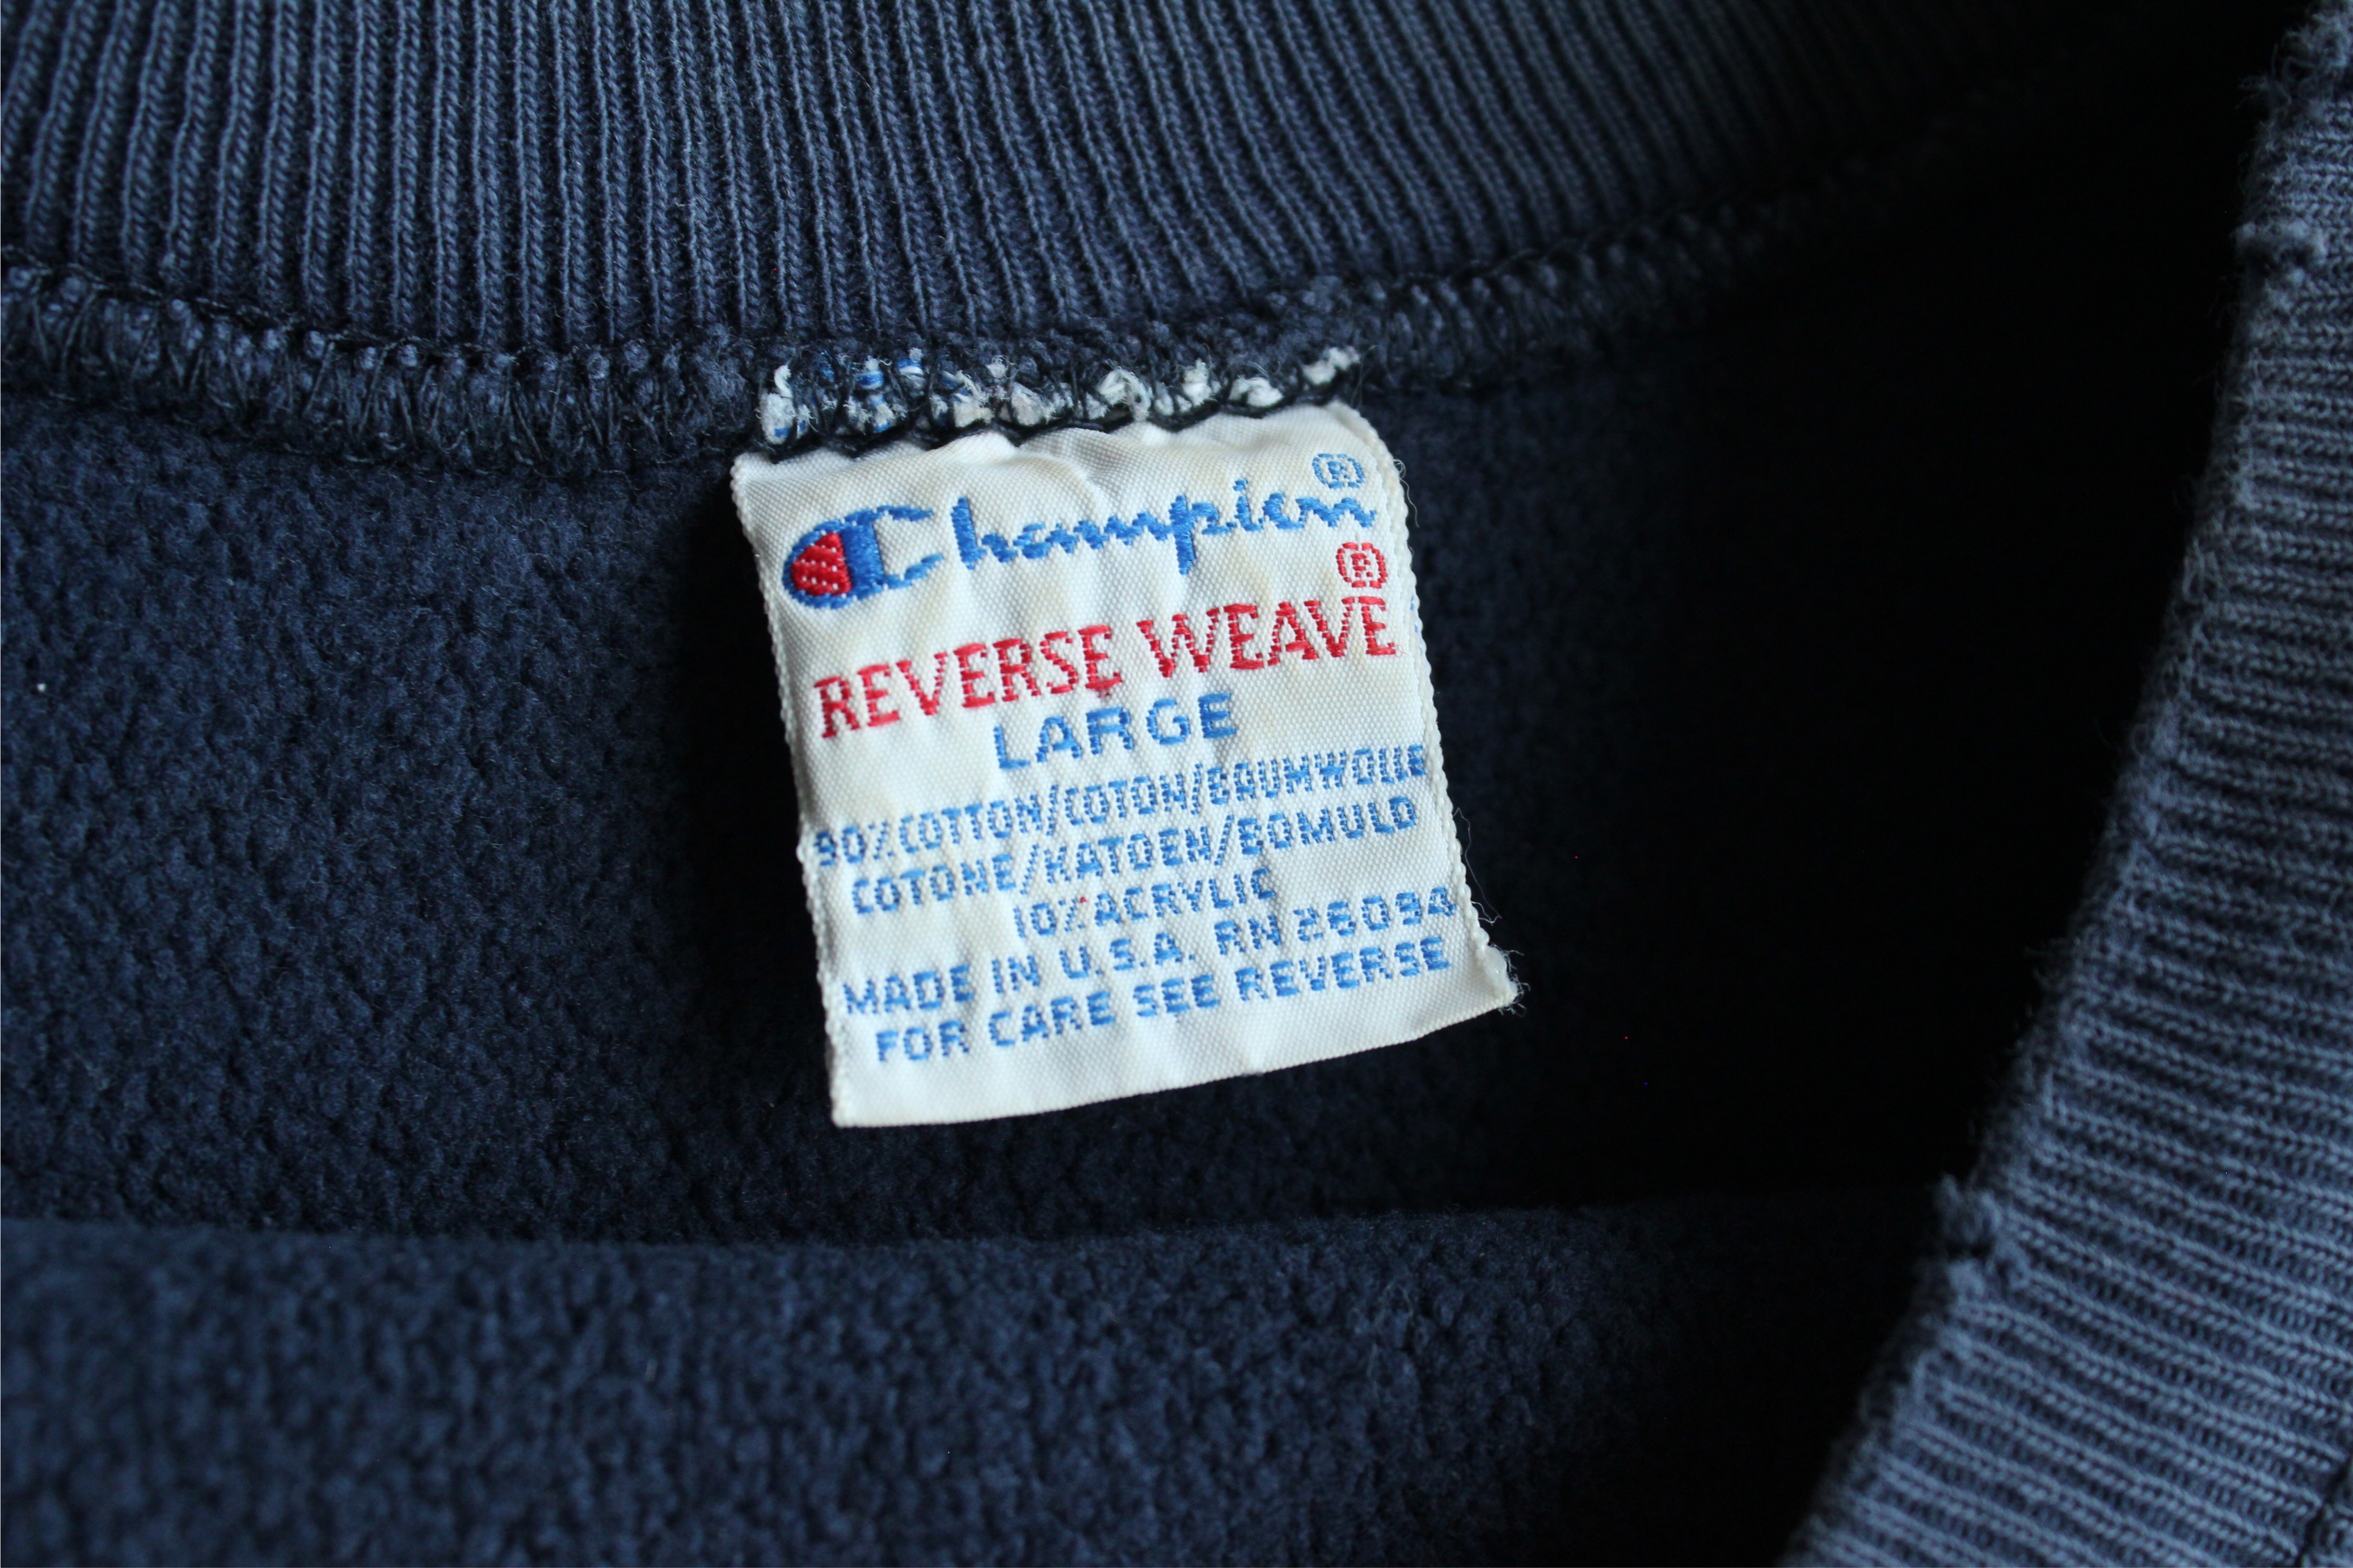 Champion®
®
REVERSE WEAVE
LARGE
90% COTTON/COTON/BAUMWOLLE
COTONE/KATOEN/BOMULD
10% ACRYLIC
MADE IN U.S.A. RN 26094
FOR CARE SEE REVERSE